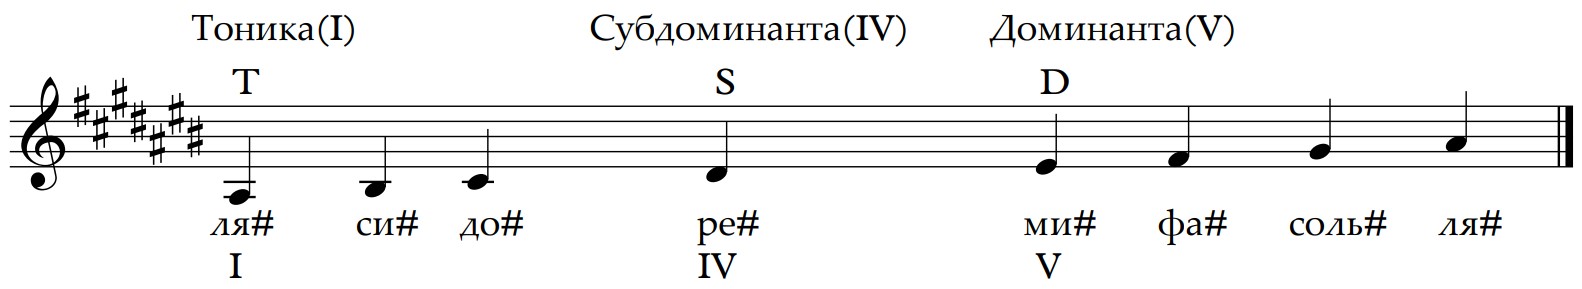 Тоника(I) Субдоминанта(IV) Доминанта(V)
T S D
ля# си# до# ре# ми# фа# соль# ля#
I IV V